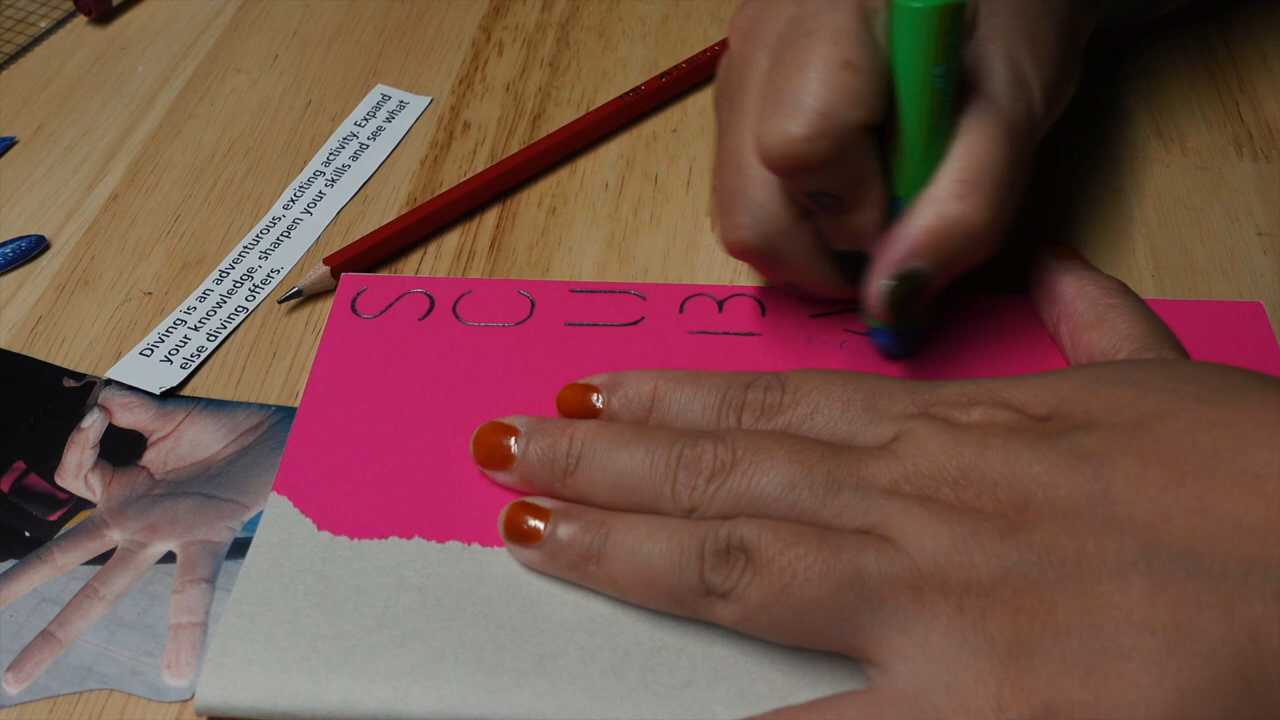 Diving is an adventurous, exciting activity. Expand
your knowledge, sharpen your skills and see what
else diving offers.
SCUB